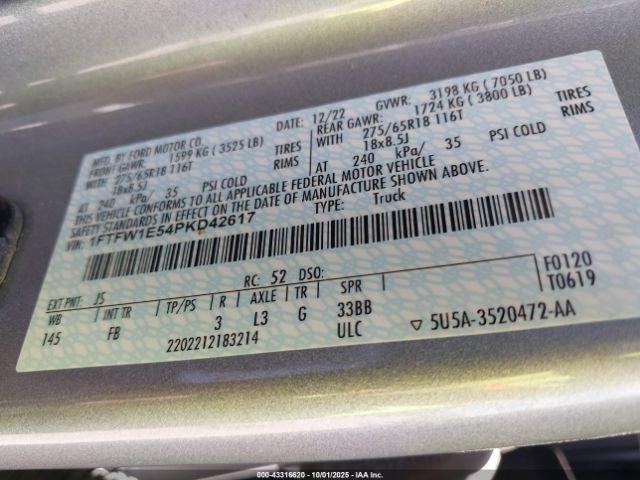 MFD. BY FORD MOTOR CO. DATE: 12/22 GVWR: 3198 KG ( 7050 LB)
FRONT GAWR: 1599 KG ( 3525 LB) REAR GAWR: 1724 KG ( 3800 LB)
WITH 275/65R18 116T TIRES WITH 275/65R18 116T TIRES
18x8.5J RIMS 18x8.5J RIMS
AT 240 kPa/ 35 PSI COLD AT 240 kPa/ 35 PSI COLD
THIS VEHICLE CONFORMS TO ALL APPLICABLE FEDERAL MOTOR VEHICLE
SAFETY STANDARDS IN EFFECT ON THE DATE OF MANUFACTURE SHOWN ABOVE.
VIN: 1FTFW1E54PKD42617 TYPE: Truck
F0120
T0619
EXT PNT: JS RC: 52 DSO:
WB INT TR TP/PS R AXLE TR SPR
145 FB 3 L3 G 33BB
2202212183214 ULC ▽ 5U5A-3520472-AA
000-43316620 - 10/01/2025 - IAA Inc.